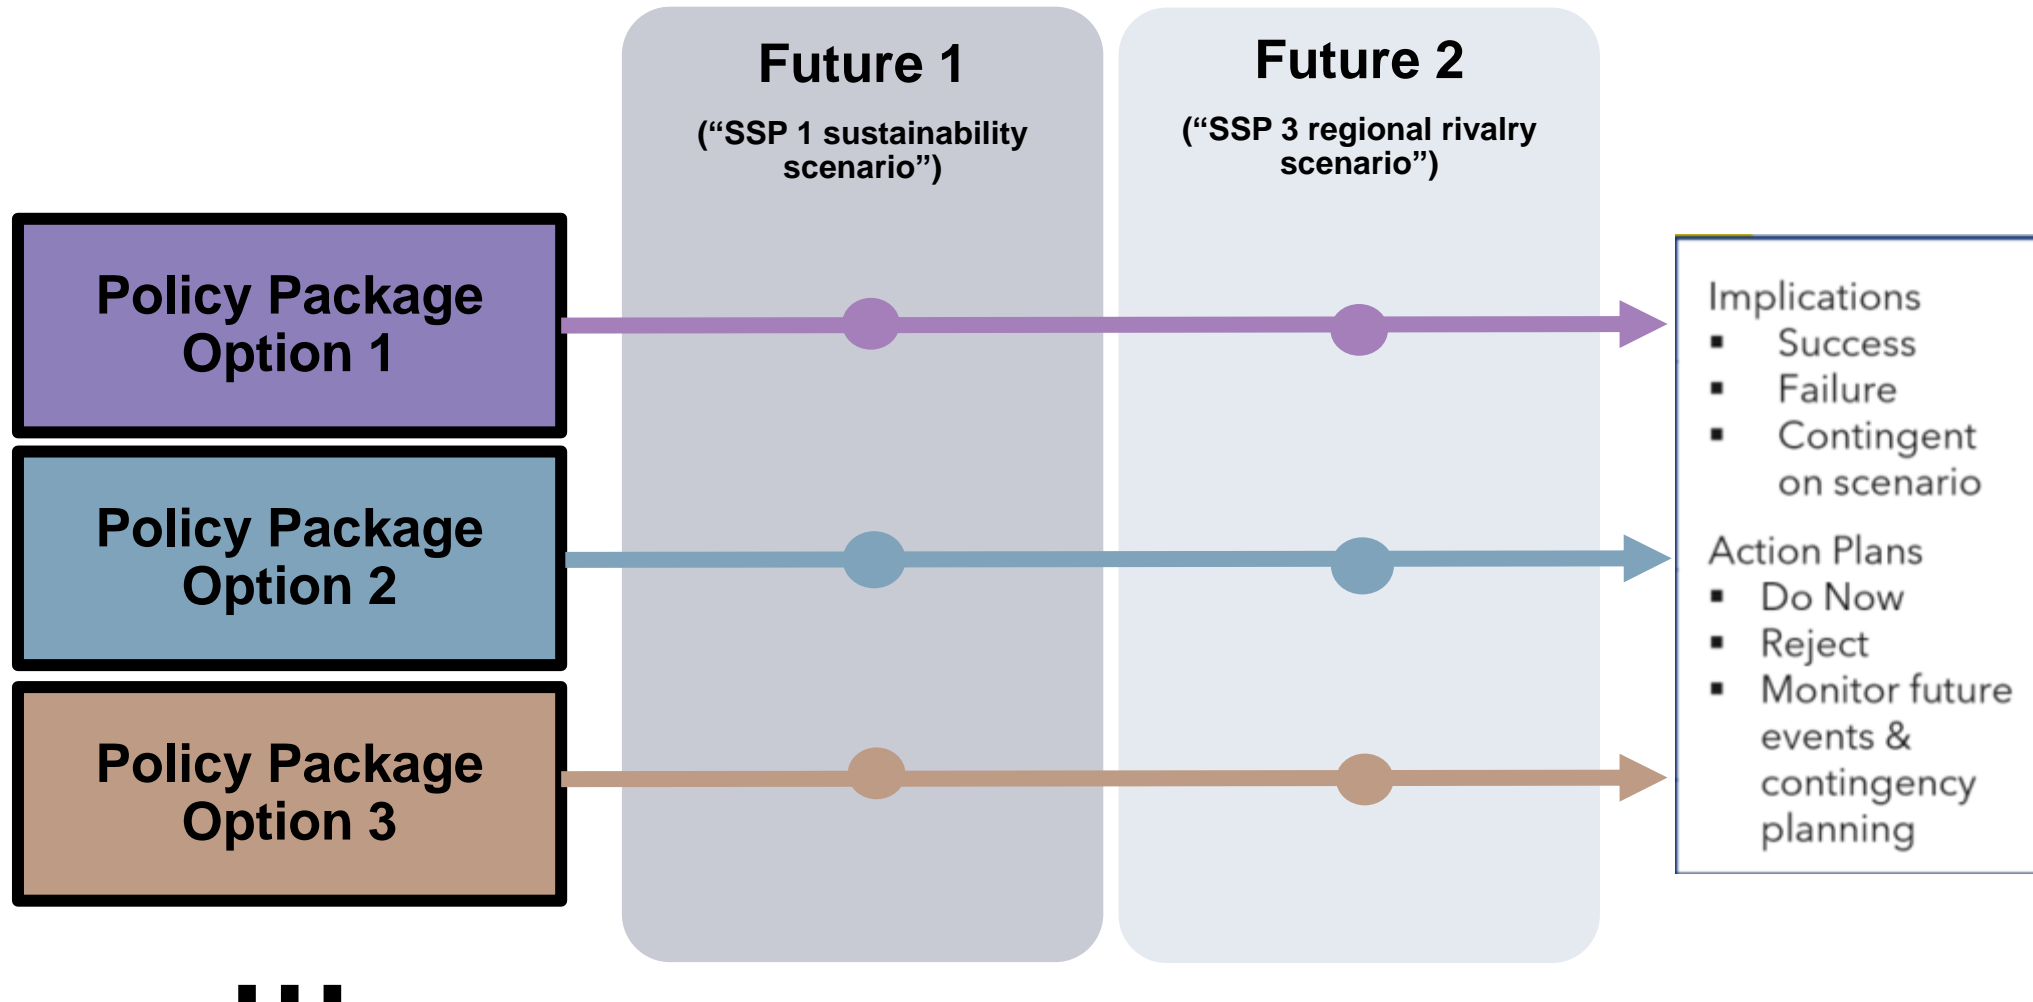 Future 1
(“SSP 1 sustainability
scenario”)
Future 2
(“SSP 3 regional rivalry
scenario”)
Policy Package
Option 1
Policy Package
Option 2
Policy Package
Option 3
...
Implications
▪ Success
▪ Failure
▪ Contingent
on scenario
Action Plans
▪ Do Now
▪ Reject
▪ Monitor future
events &
contingency
planning